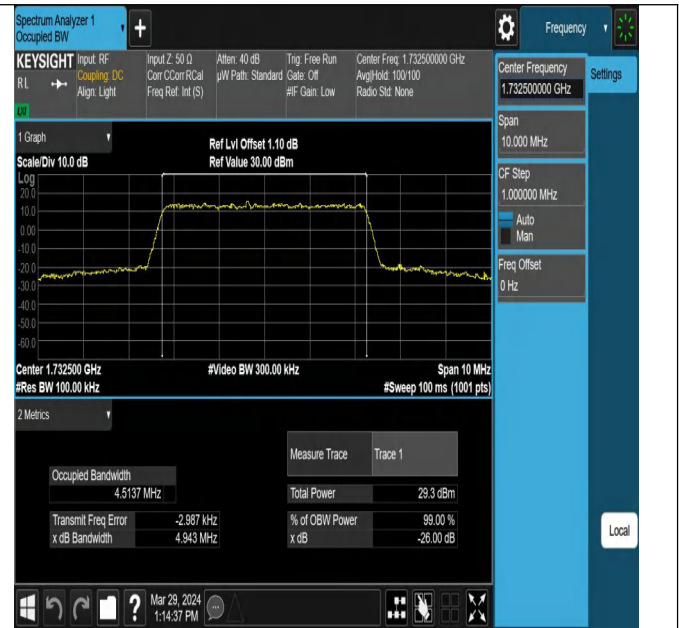 Spectrum Analyzer 1
Occupied BW
+
Frequency
KEYSIGHT
RL
LXI
Input: RF
Coupling: DC
Align: Light
Input Z: 50 Ω
Corr CCorr RCal
Freq Ref: Int (S)
Atten: 40 dB
µW Path: Standard
Trig: Free Run
Gate: Off
#IF Gain: Low
Center Freq: 1.732500000 GHz
Avg|Hold: 100/100
Radio Std: None
Center Frequency
1.732500000 GHz
Settings
Span
10.000 MHz
CF Step
1.000000 MHz
Auto
Man
Freq Offset
0 Hz
Local
1 Graph
Scale/Div 10.0 dB
Ref Lvl Offset 1.10 dB
Ref Value 30.00 dBm
Log
20.0
10.0
0.00
-10.0
-20.0
-30.0
-40.0
-50.0
-60.0
Center 1.732500 GHz
#Res BW 100.00 kHz
#Video BW 300.00 kHz
Span 10 MHz
#Sweep 100 ms (1001 pts)
2 Metrics
Measure Trace Trace 1
Occupied Bandwidth
4.5137 MHz
Total Power 29.3 dBm
Transmit Freq Error -2.987 kHz
% of OBW Power 99.00 %
x dB Bandwidth 4.943 MHz
x dB -26.00 dB
?
Mar 29, 2024
1:14:37 PM